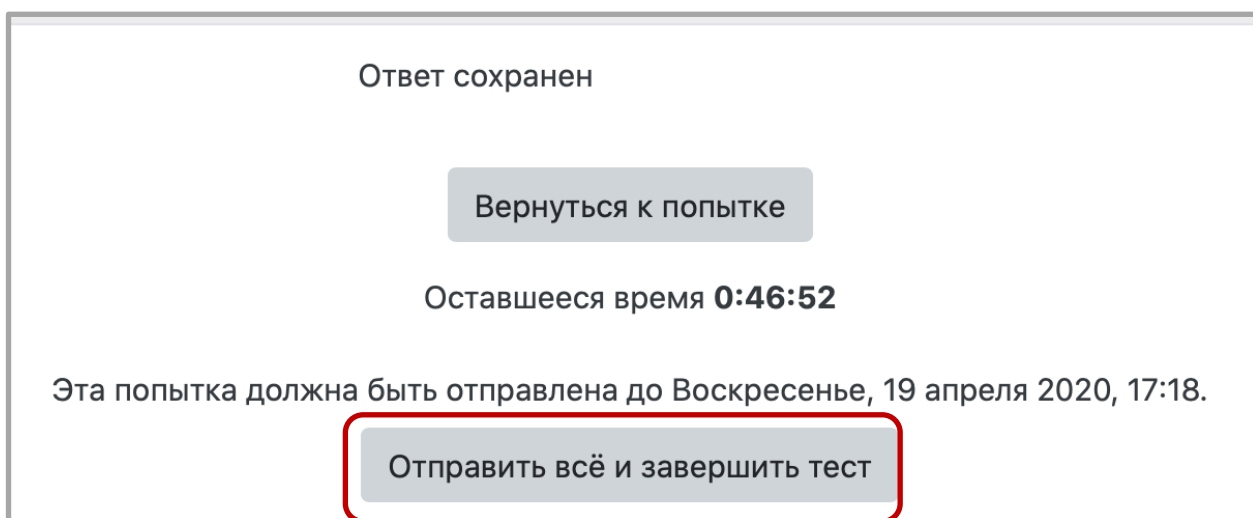 Ответ сохранен
Вернуться к попытке
Оставшееся время 0:46:52
Эта попытка должна быть отправлена до Воскресенье, 19 апреля 2020, 17:18.
Отправить всё и завершить тест